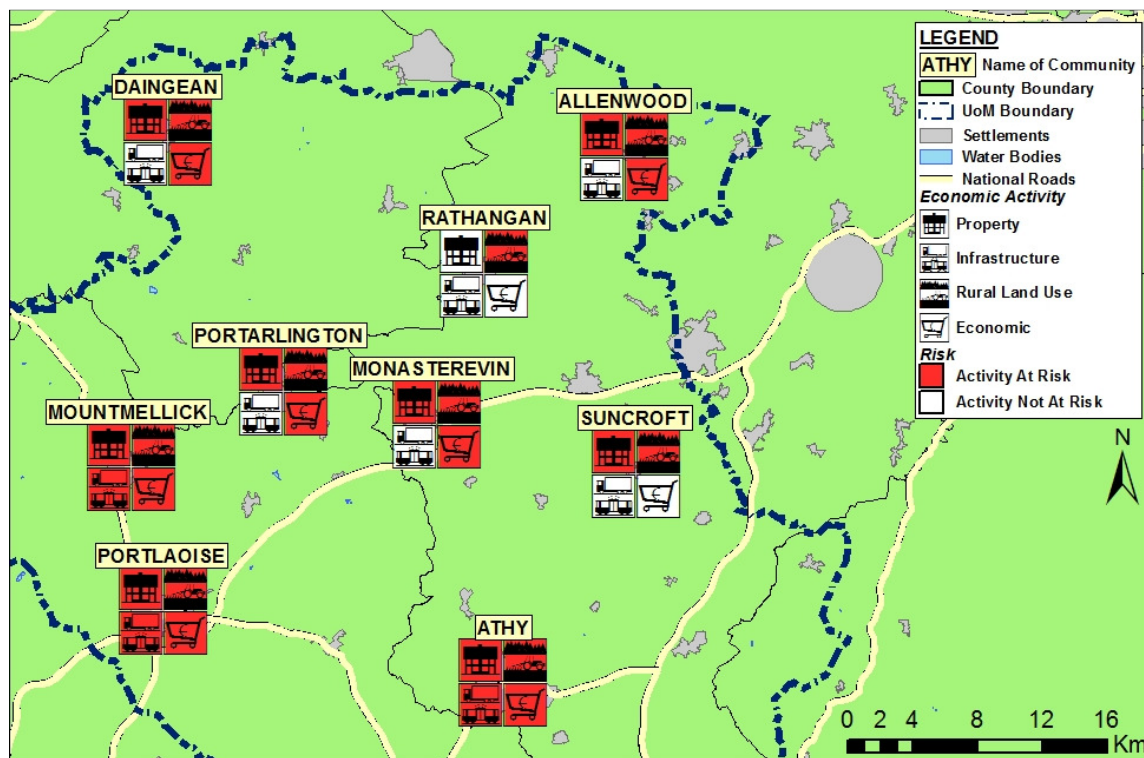 DAINGEAN
ALLENWOOD
RATHANGAN
PORTARLINGTON
MONASTEREVIN
MOUNTMELLICK
SUNCROFT
PORTLAOISE
ATHY
LEGEND
ATHY Name of Community
County Boundary
UoM Boundary
Settlements
Water Bodies
National Roads
Economic Activity
Property
Infrastructure
Rural Land Use
Economic
Risk
Activity At Risk
Activity Not At Risk
N
0 2 4 8 12 16
Km